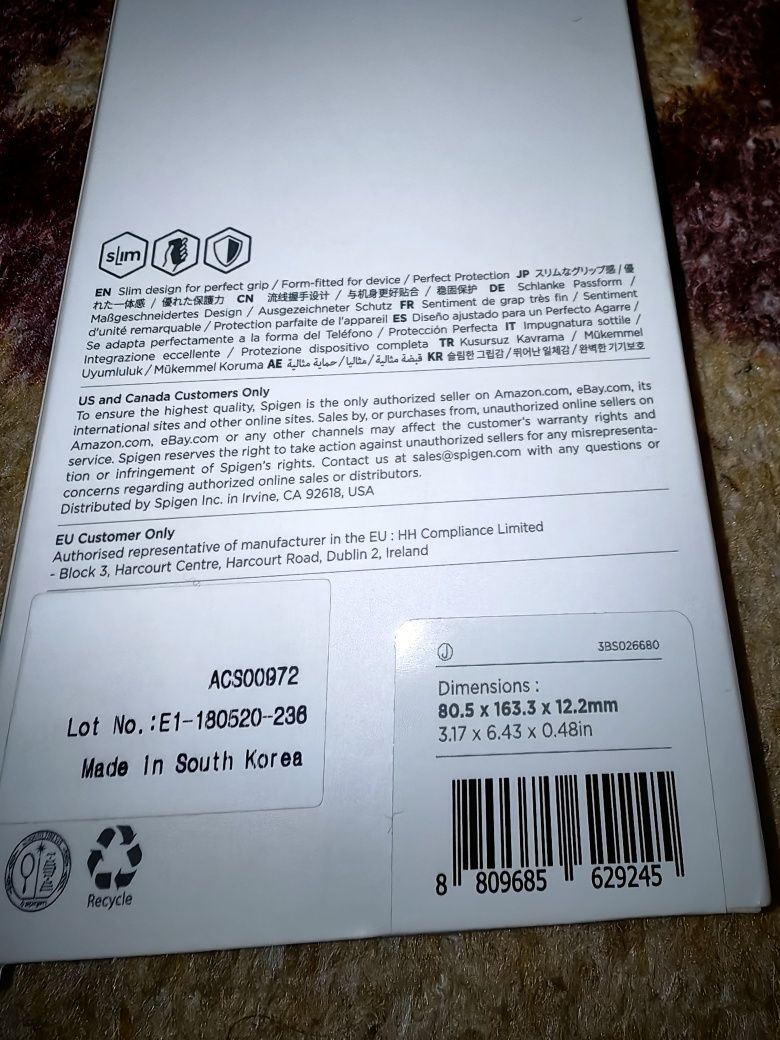 slim
EN Slim design for perfect grip / Form-fitted for device / Perfect Protection JP スリムなグリップ感 / 優
れた一体感 / 優れた保護力 CN 流线握手设计 / 与机身更好贴合 / 稳固保护 DE Schlanke Passform /
Maßgeschneidertes Design / Ausgezeichneter Schutz FR Sentiment de grap très fin / Sentiment
d'unité remarquable / Protection parfaite de l'appareil ES Diseño ajustado para un Perfecto Agarre /
Se adapta perfectamente a la forma del Teléfono / Protección Perfecta IT Impugnatura sottile /
Integrazione eccellente / Protezione dispositivo completa TR Kusursuz Kavrama / Mükemmel
Uyumluluk / Mükemmel Koruma AE قبضة مثالية / مثاليا / حماية مثالية KR 슬림한 그립감 / 뛰어난 일체감 / 완벽한 기기보호
US and Canada Customers Only
To ensure the highest quality, Spigen is the only authorized seller on Amazon.com, eBay.com, its
international sites and other online sites. Sales by, or purchases from, unauthorized online sellers on
Amazon.com, eBay.com or any other channels may affect the customer's warranty rights and
service. Spigen reserves the right to take action against unauthorized sellers for any misrepresenta-
tion or infringement of Spigen's rights. Contact us at sales@spigen.com with any questions or
concerns regarding authorized online sales or distributors.
Distributed by Spigen Inc. in Irvine, CA 92618, USA
EU Customer Only
Authorised representative of manufacturer in the EU : HH Compliance Limited
- Block 3, Harcourt Centre, Harcourt Road, Dublin 2, Ireland
ACS00972
Lot No.:E1-180520-236
Made in South Korea
J 3BS026680
Dimensions :
80.5 x 163.3 x 12.2mm
3.17 x 6.43 x 0.48in
8 809685 629245
Recycle